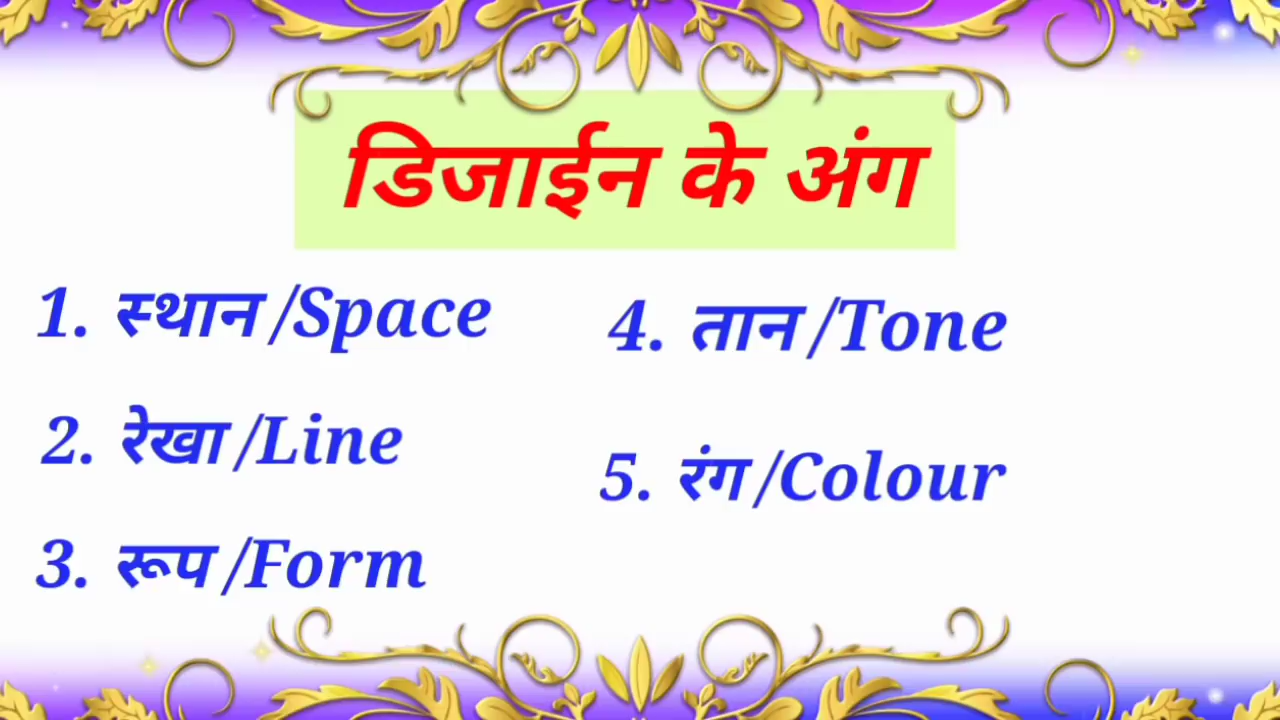 डिजाईन के अंग
1. स्थान/Space
2. रेखा/Line
3. रूप/Form
4. तान/Tone
5. रंग/Colour